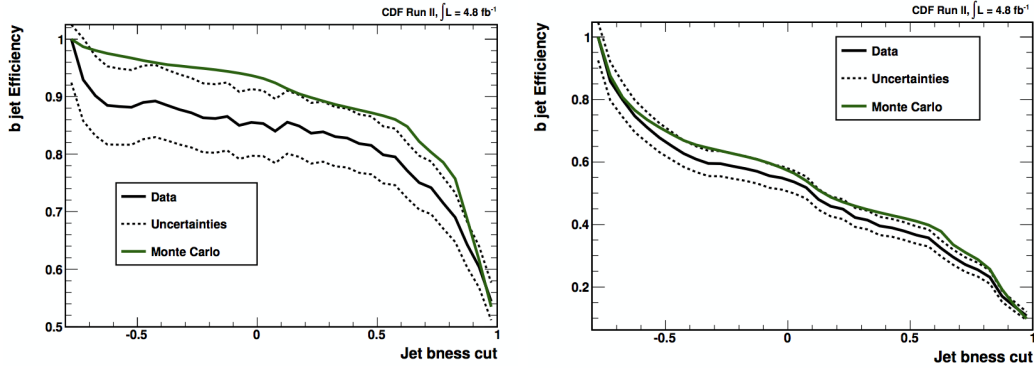 CDF Run II, ∫L = 4.8 fb⁻¹
b jet Efficiency
1
0.9
0.8
0.7
0.6
0.5
Data
Uncertainties
Monte Carlo
-0.5
0
0.5
1
Jet bness cut
CDF Run II, ∫L = 4.8 fb⁻¹
b jet Efficiency
1
0.8
0.6
0.4
0.2
Data
Uncertainties
Monte Carlo
-0.5
0
0.5
1
Jet bness cut